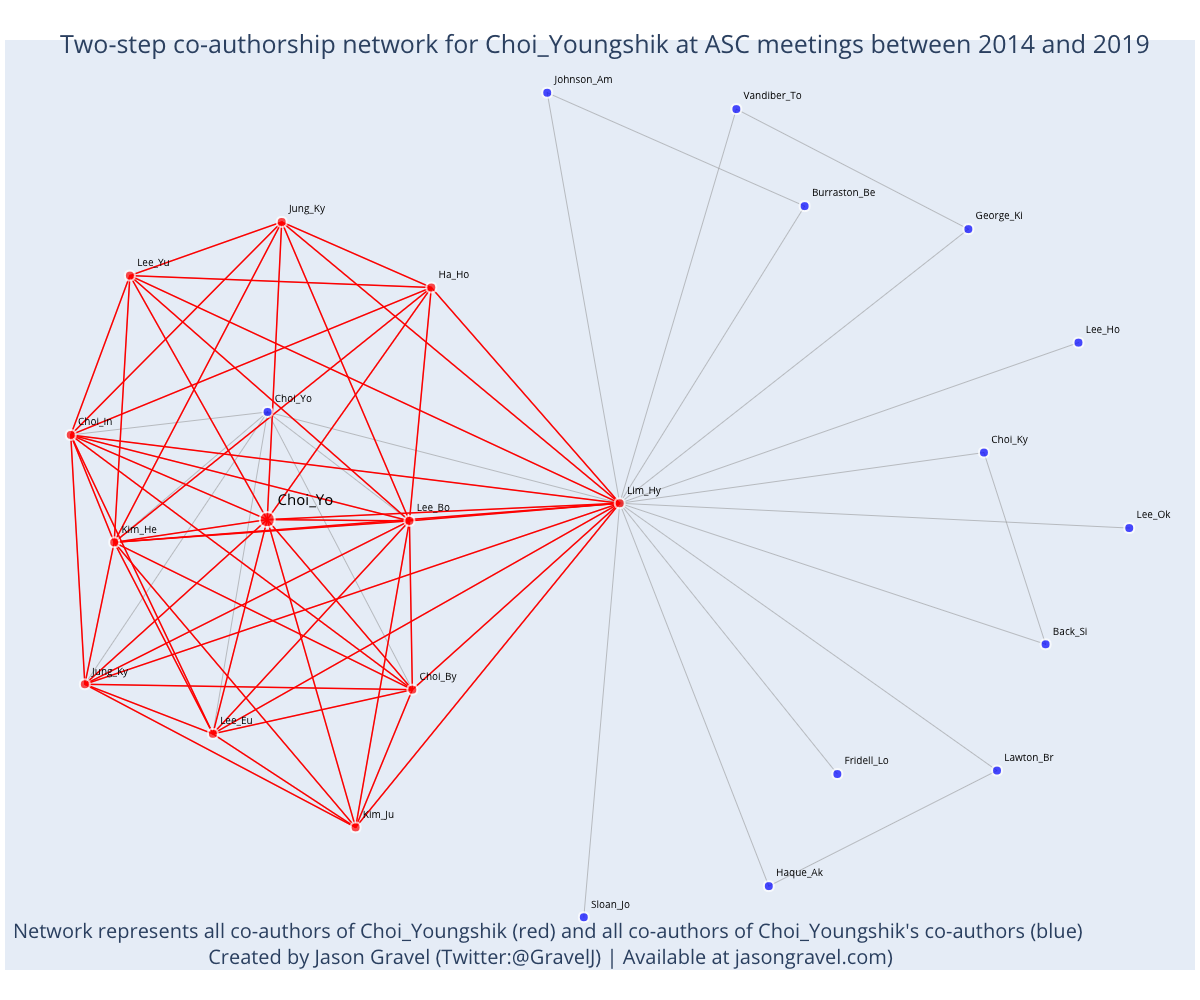 Two-step co-authorship network for Choi_Youngshik at ASC meetings between 2014 and 2019
Johnson_Am
Vandiber_To
Burraston_Be
Jung_Ky
George_Ki
Lee_Yu
Ha_Ho
Lee_Ho
Choi_Yo
Choi_In
Choi_Ky
Lim_Hy
Choi_Yo
Lee_Bo
Lee_Ok
Kim_He
Back_Si
Jung_Ky
Choi_By
Lee_Eu
Fridell_Lo
Lawton_Br
Kim_Ju
Haque_Ak
Sloan_Jo
Network represents all co-authors of Choi_Youngshik (red) and all co-authors of Choi_Youngshik's co-authors (blue)
Created by Jason Gravel (Twitter:@GravelJ) | Available at jasongravel.com)